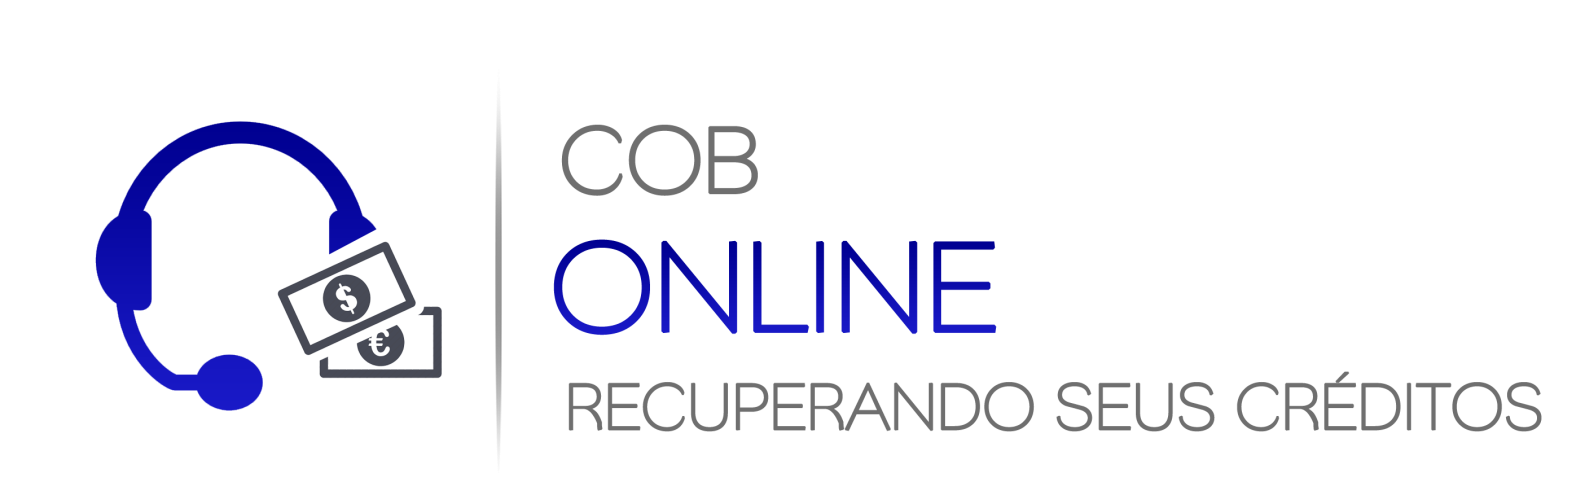 COB
ONLINE
RECUPERANDO SEUS CRÉDITOS
$
€